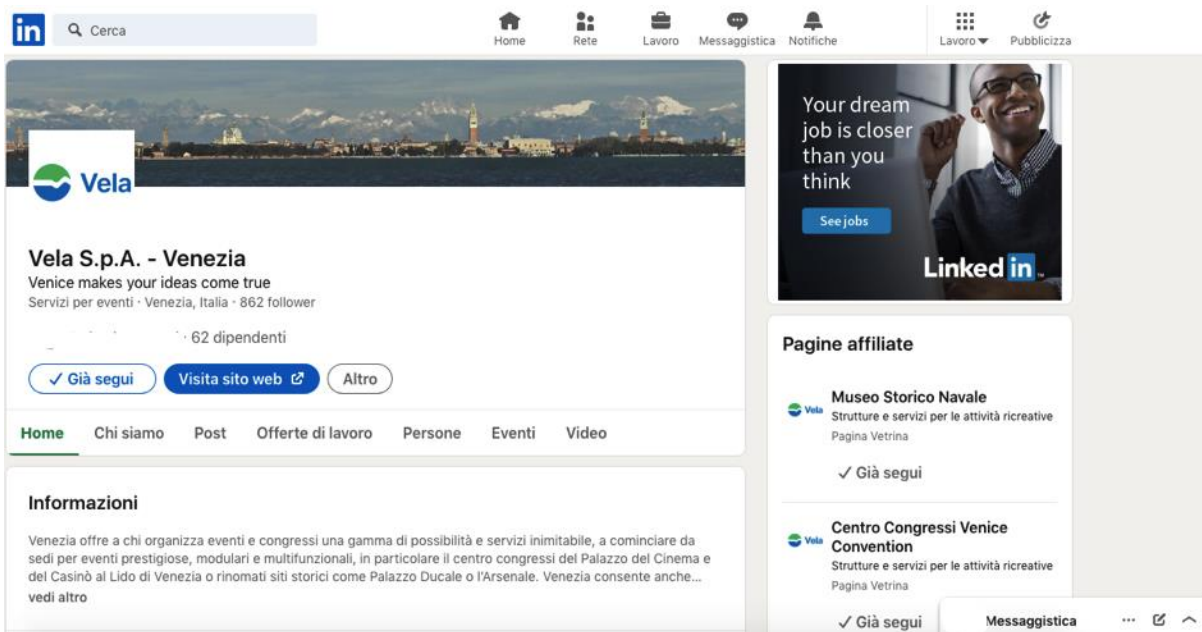 in
Cerca
Home
Rete
Lavoro
Messaggistica
Notifiche
Lavoro
Pubblicizza
Vela
Vela S.p.A. - Venezia
Venice makes your ideas come true
Servizi per eventi · Venezia, Italia · 862 follower
· 62 dipendenti
✓ Già segui
Visita sito web
Altro
Home
Chi siamo
Post
Offerte di lavoro
Persone
Eventi
Video
Informazioni
Venezia offre a chi organizza eventi e congressi una gamma di possibilità e servizi inimitabile, a cominciare da
sedi per eventi prestigiose, modulari e multifunzionali, in particolare il centro congressi del Palazzo del Cinema e
del Casinò al Lido di Venezia o rinomati siti storici come Palazzo Ducale o l'Arsenale. Venezia consente anche...
vedi altro
Your dream
job is closer
than you
think
See jobs
Linked in
Pagine affiliate
Vela
Museo Storico Navale
Strutture e servizi per le attività ricreative
Pagina Vetrina
✓ Già segui
Vela
Centro Congressi Venice
Convention
Strutture e servizi per le attività ricreative
Pagina Vetrina
✓ Già segui
Messaggistica